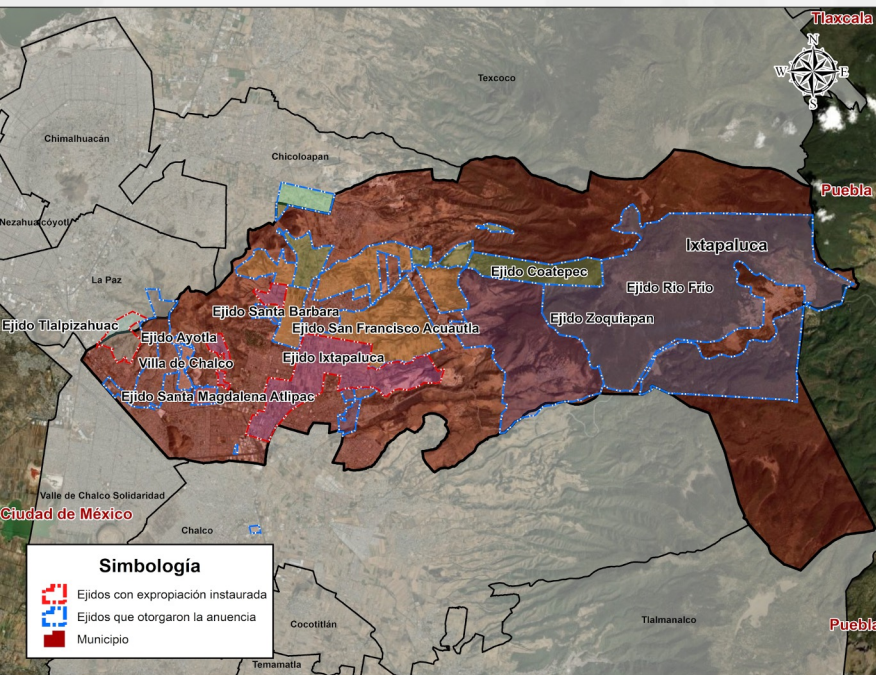 Tlaxcala
N
W
E
S
Texcoco
Chimalhuacán
Chicoloapan
Puebla
Nezahualcóyotl
Ixtapaluca
Ejido Coatepec
La Paz
Ejido Rio Frio
Ejido Santa Bárbara
Ejido Zoquiapan
Ejido Tlalpizahuac
Ejido San Francisco Acuautla
Ejido Ayotla
Villa de Chalco
Ejido Ixtapaluca
Ejido Santa Magdalena Atlipac
Valle de Chalco Solidaridad
Ciudad de México
Chalco
Simbología
Ejidos con expropiación instaurada
Ejidos que otorgaron la anuencia
Municipio
Cocotitlán
Tlalmanalco
Puebla
Temamatla